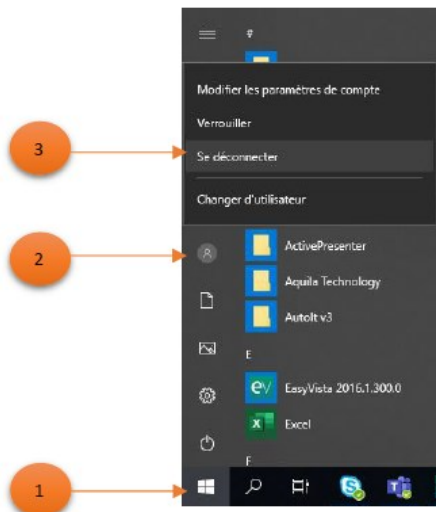 #
Modifier les paramètres de compte
Verrouiller
3
Se déconnecter
Changer d'utilisateur
2
ActivePresenter
Aquila Technology
AutoIt v3
E
EasyVista 2016.1.300.0
Excel
F
1